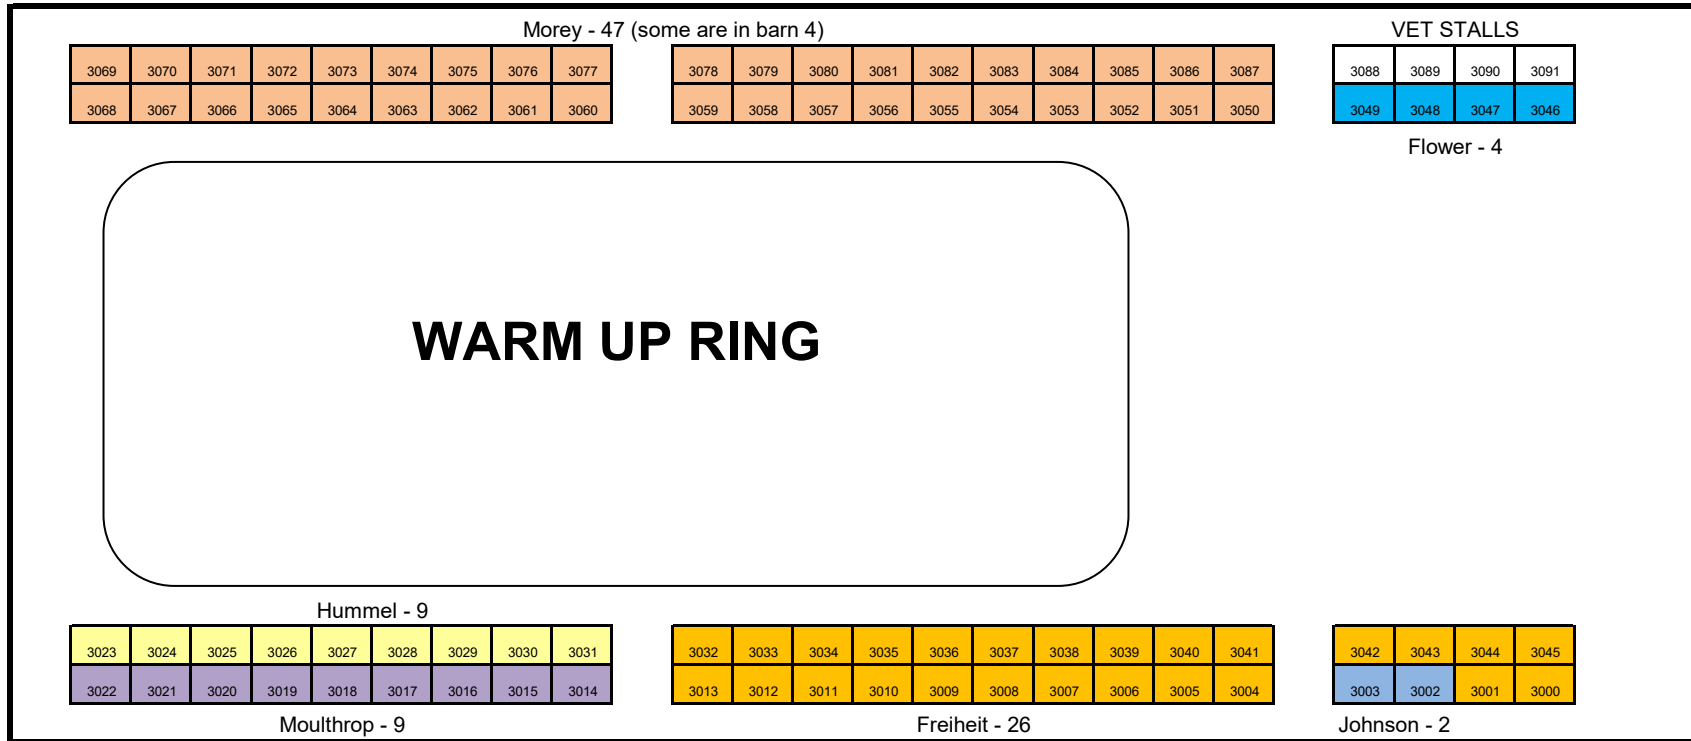 Morey - 47 (some are in barn 4) VET STALLS
3069 3070 3071 3072 3073 3074 3075 3076 3077 3078 3079 3080 3081 3082 3083 3084 3085 3086 3087 3088 3089 3090 3091
3068 3067 3066 3065 3064 3063 3062 3061 3060 3059 3058 3057 3056 3055 3054 3053 3052 3051 3050 3049 3048 3047 3046
Flower - 4
WARM UP RING
Hummel - 9
3023 3024 3025 3026 3027 3028 3029 3030 3031 3032 3033 3034 3035 3036 3037 3038 3039 3040 3041 3042 3043 3044 3045
3022 3021 3020 3019 3018 3017 3016 3015 3014 3013 3012 3011 3010 3009 3008 3007 3006 3005 3004 3003 3002 3001 3000
Moulthrop - 9 Freiheit - 26 Johnson - 2